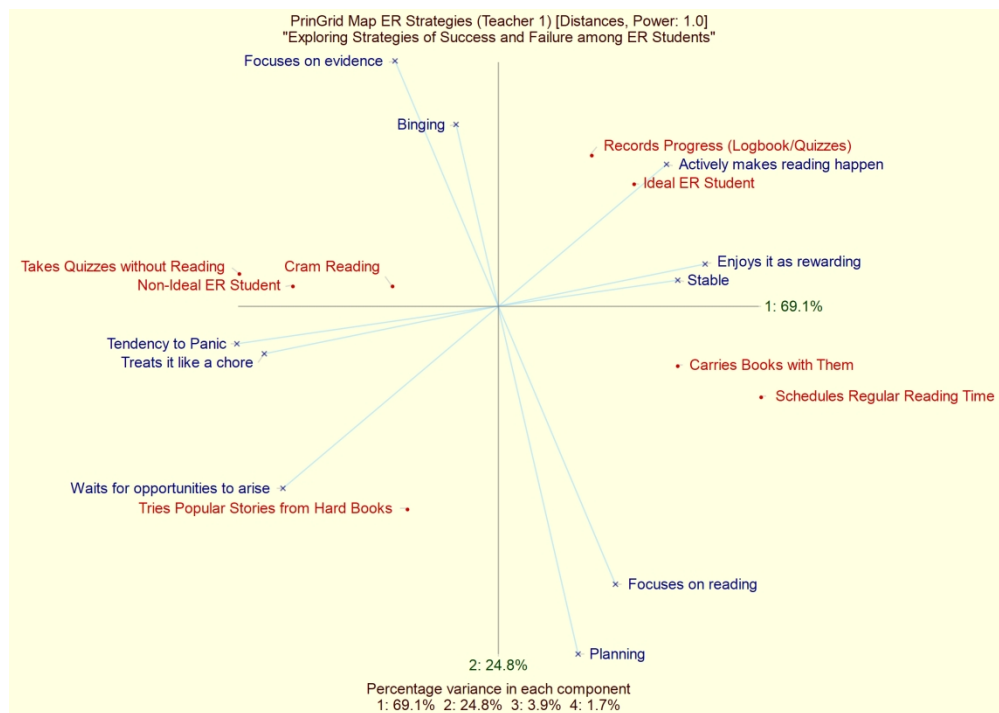 PrinGrid Map ER Strategies (Teacher 1) [Distances, Power: 1.0]
"Exploring Strategies of Success and Failure among ER Students"
Focuses on evidence
Binging
Records Progress (Logbook/Quizzes)
Actively makes reading happen
Ideal ER Student
Enjoys it as rewarding
Takes Quizzes without Reading
Cram Reading
Stable
Non-Ideal ER Student
1: 69.1%
Tendency to Panic
Treats it like a chore
Carries Books with Them
Schedules Regular Reading Time
Waits for opportunities to arise
Tries Popular Stories from Hard Books
Focuses on reading
Planning
2: 24.8%
Percentage variance in each component
1: 69.1% 2: 24.8% 3: 3.9% 4: 1.7%